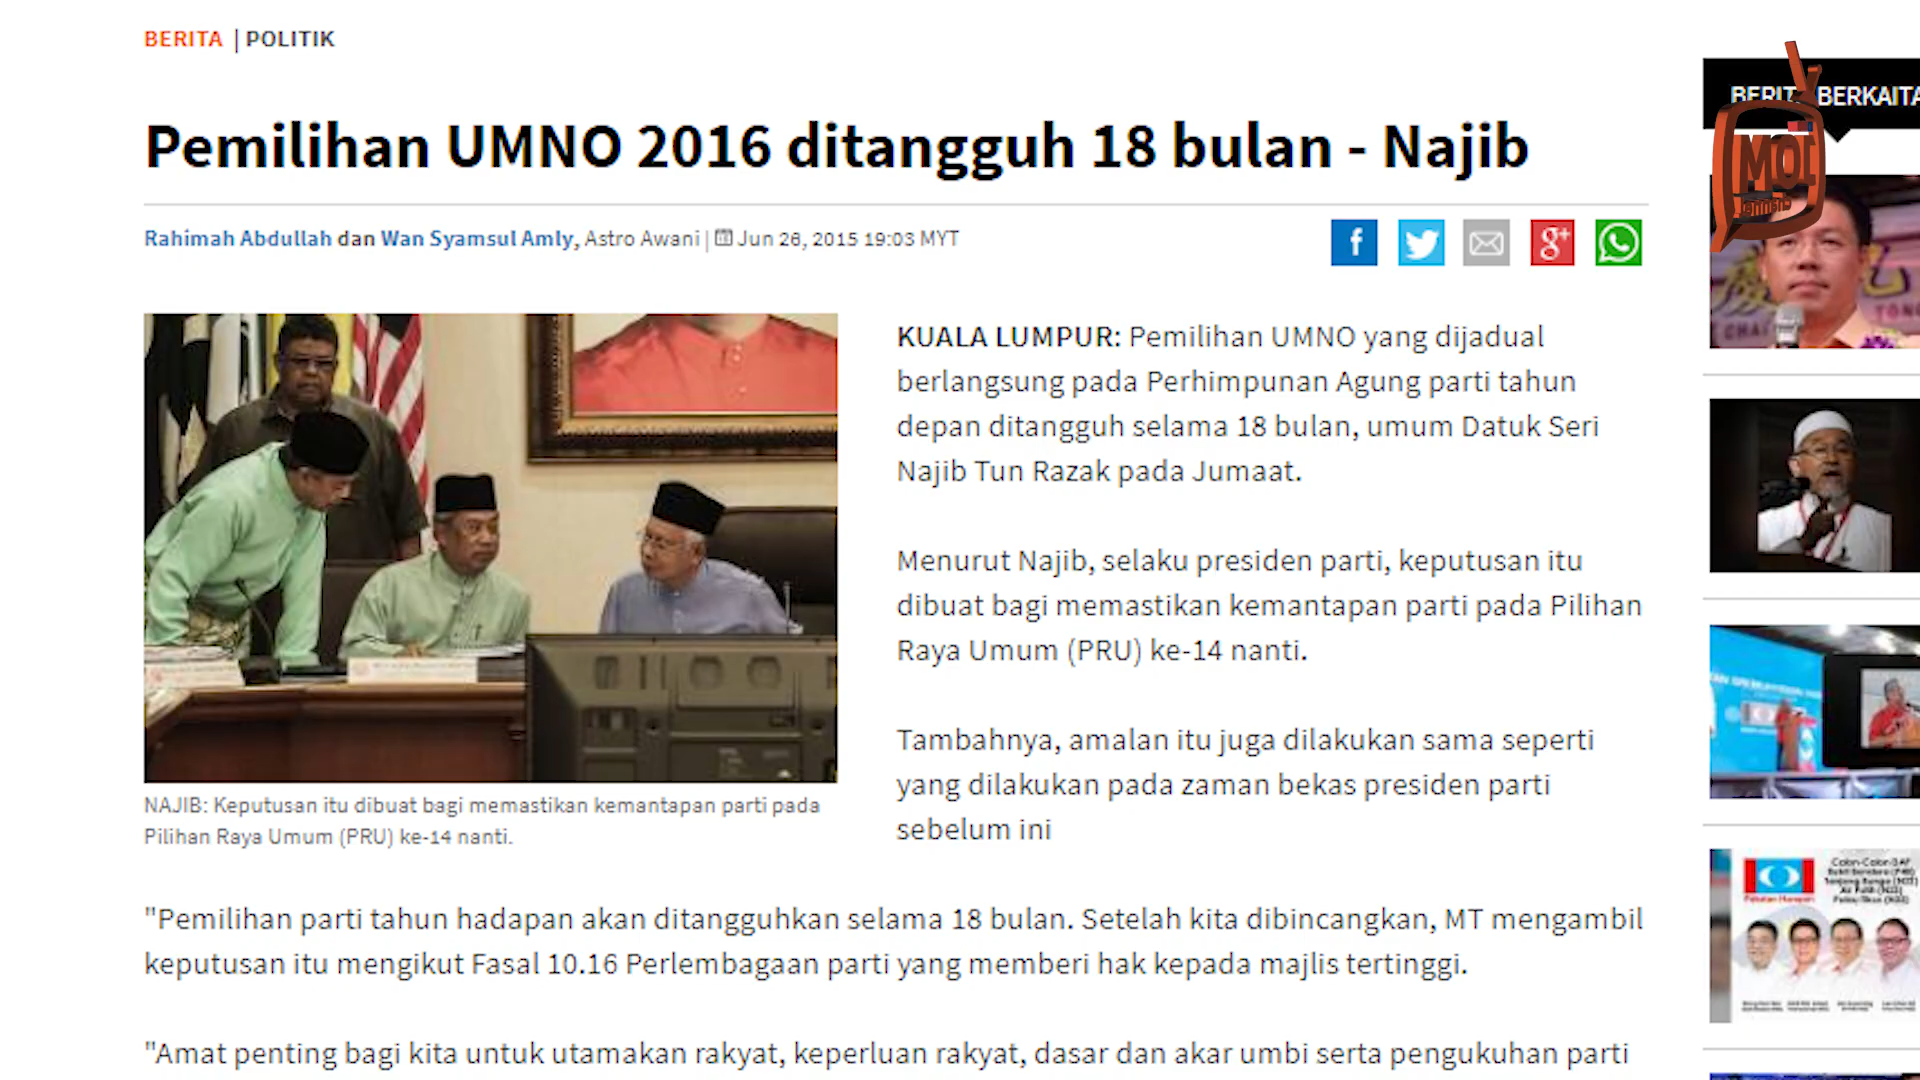 BERITA | POLITIK
BERITA BERKAITA
MOI
Pemilihan UMNO 2016 ditangguh 18 bulan - Najib
Rahimah Abdullah dan Wan Syamsul Amly, Astro Awani | Jun 26, 2015 19:03 MYT
KUALA LUMPUR: Pemilihan UMNO yang dijadual
berlangsung pada Perhimpunan Agung parti tahun
depan ditangguh selama 18 bulan, umum Datuk Seri
Najib Tun Razak pada Jumaat.
Menurut Najib, selaku presiden parti, keputusan itu
dibuat bagi memastikan kemantapan parti pada Pilihan
Raya Umum (PRU) ke-14 nanti.
Tambahnya, amalan itu juga dilakukan sama seperti
yang dilakukan pada zaman bekas presiden parti
sebelum ini
NAJIB: Keputusan itu dibuat bagi memastikan kemantapan parti pada
Pilihan Raya Umum (PRU) ke-14 nanti.
"Pemilihan parti tahun hadapan akan ditangguhkan selama 18 bulan. Setelah kita dibincangkan, MT mengambil
keputusan itu mengikut Fasal 10.16 Perlembagaan parti yang memberi hak kepada majlis tertinggi.
"Amat penting bagi kita untuk utamakan rakyat, keperluan rakyat, dasar dan akar umbi serta pengukuhan parti